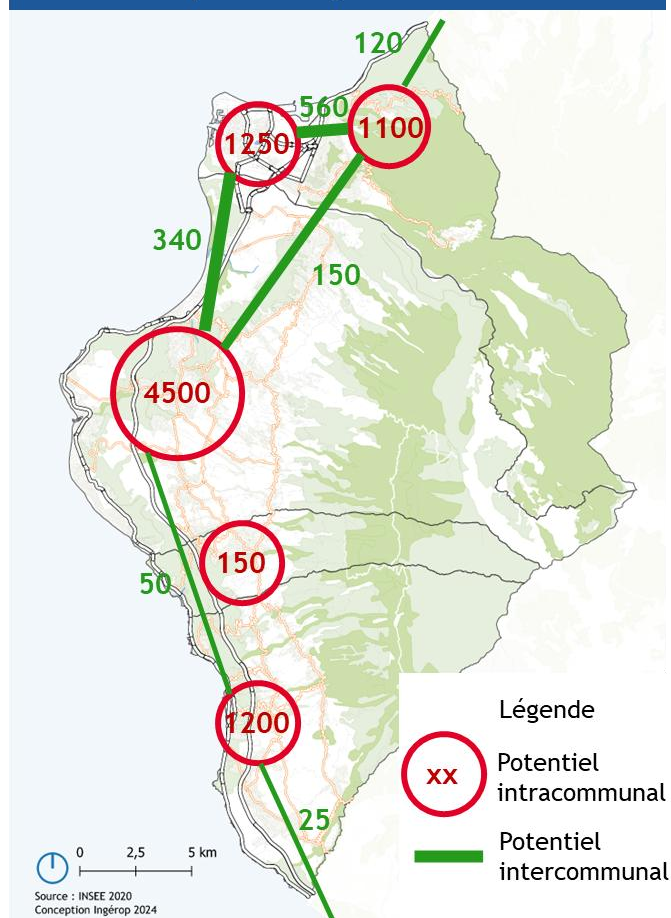 120
560
1250
1100
340
150
4500
150
50
1200
25
Légende
xx
Potentiel
intracommunal
Potentiel
intercommunal
0 2,5 5 km
Source : INSEE 2020
Conception Ingérop 2024